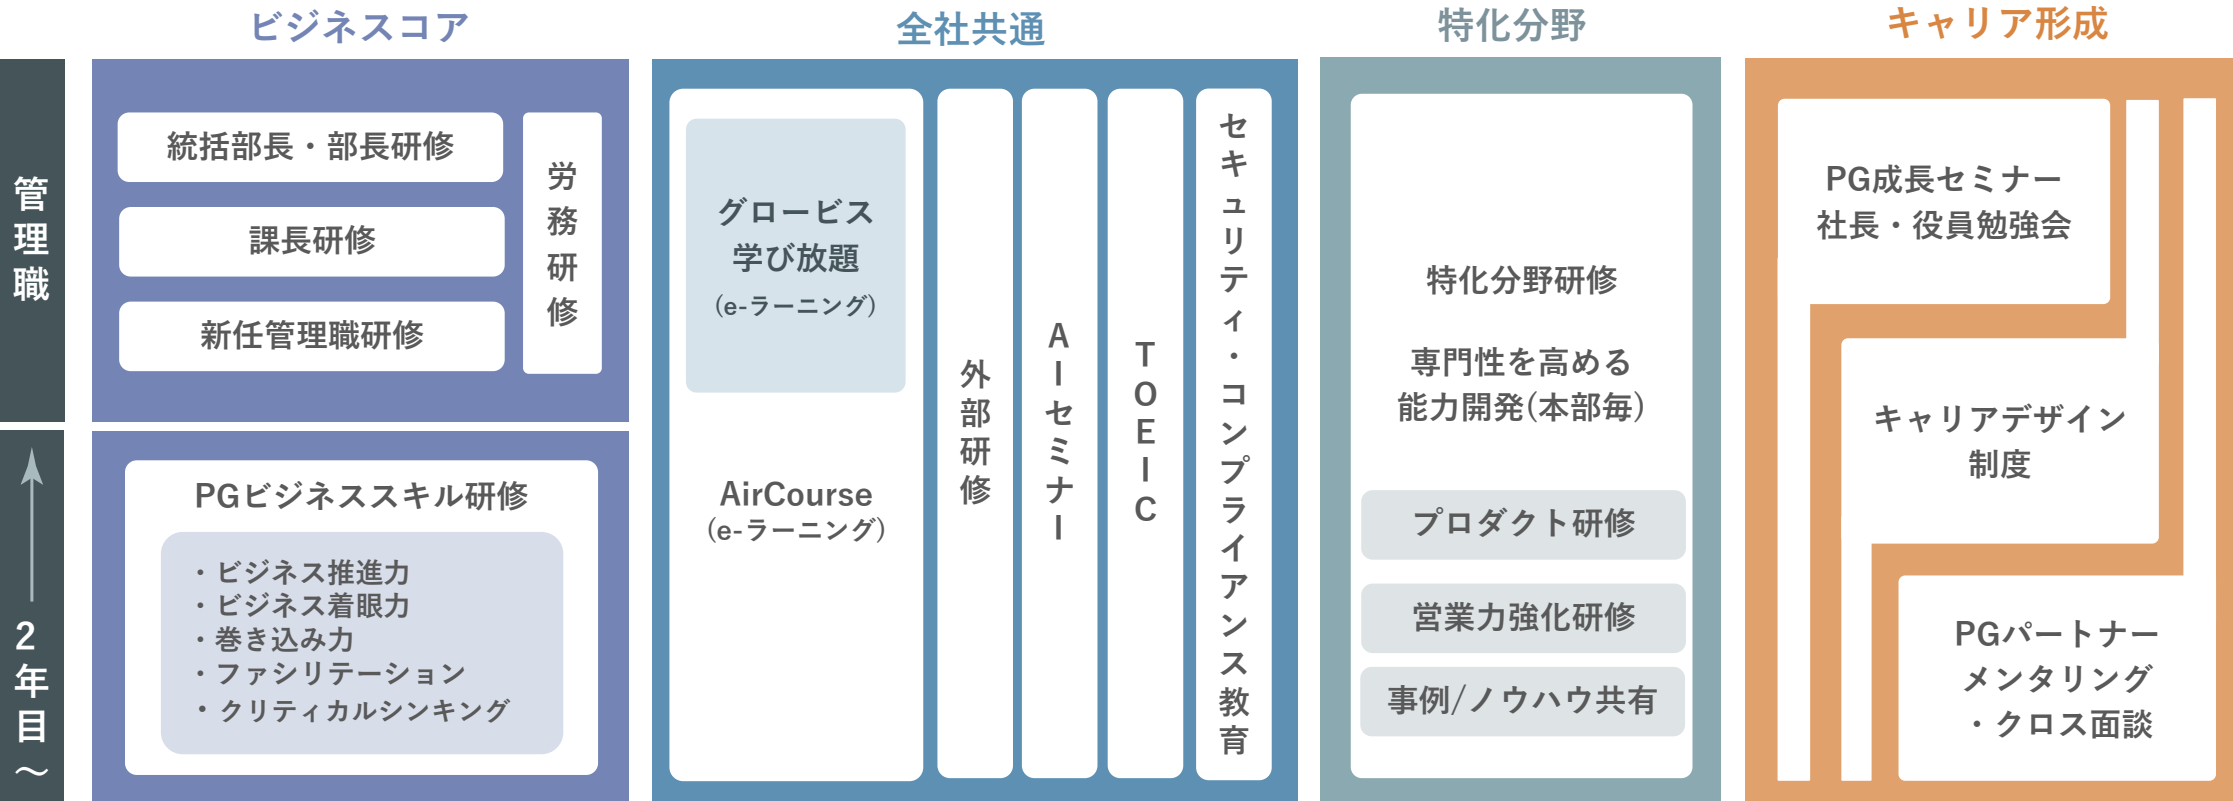 ビジネスコア
全社共通
特化分野
キャリア形成
管理職
2年目～
統括部長・部長研修
課長研修
新任管理職研修
労務研修
PGビジネススキル研修
・ビジネス推進力
・ビジネス着眼力
・巻き込み力
・ファシリテーション
・クリティカルシンキング
グロービス
学び放題
(e-ラーニング)
AirCourse
(e-ラーニング)
外部研修
AIセミナー
TOEIC
セキュリティ・コンプライアンス教育
特化分野研修
専門性を高める
能力開発(本部毎)
プロダクト研修
営業力強化研修
事例/ノウハウ共有
PG成長セミナー
社長・役員勉強会
キャリアデザイン
制度
PGパートナー
メンタリング
・クロス面談